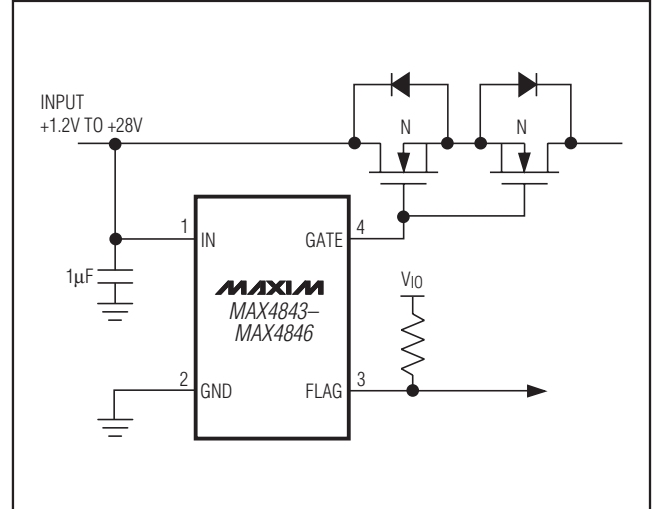 INPUT
+1.2V TO +28V
N
N
1
4
IN
GATE
1µF
MAXIM
MAX4843–
MAX4846
VIO
2
3
GND
FLAG